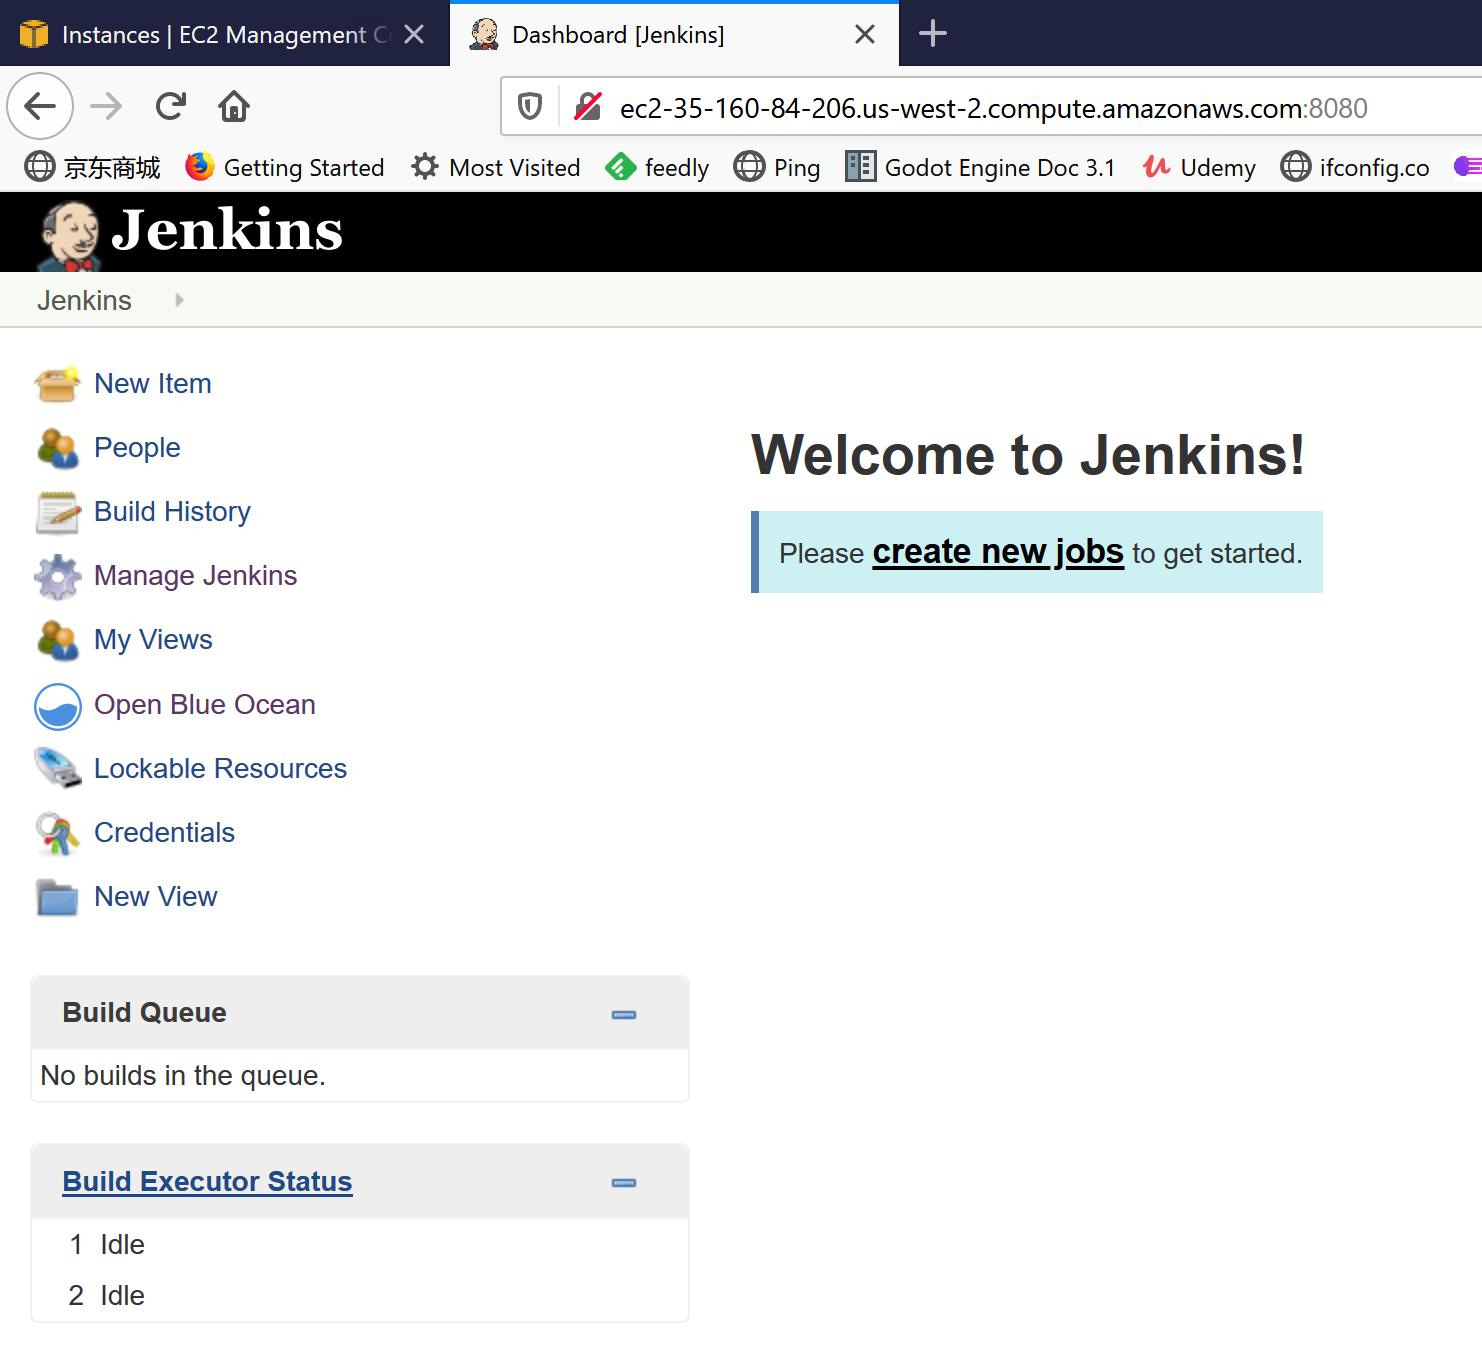 Instances | EC2 Management C
Dashboard [Jenkins]
ec2-35-160-84-206.us-west-2.compute.amazonaws.com:8080
京东商城 Getting Started Most Visited feedly Ping Godot Engine Doc 3.1 Udemy ifconfig.co
Jenkins
Jenkins
New Item
People
Build History
Manage Jenkins
My Views
Open Blue Ocean
Lockable Resources
Credentials
New View
Welcome to Jenkins!
Please create new jobs to get started.
Build Queue
No builds in the queue.
Build Executor Status
1 Idle
2 Idle